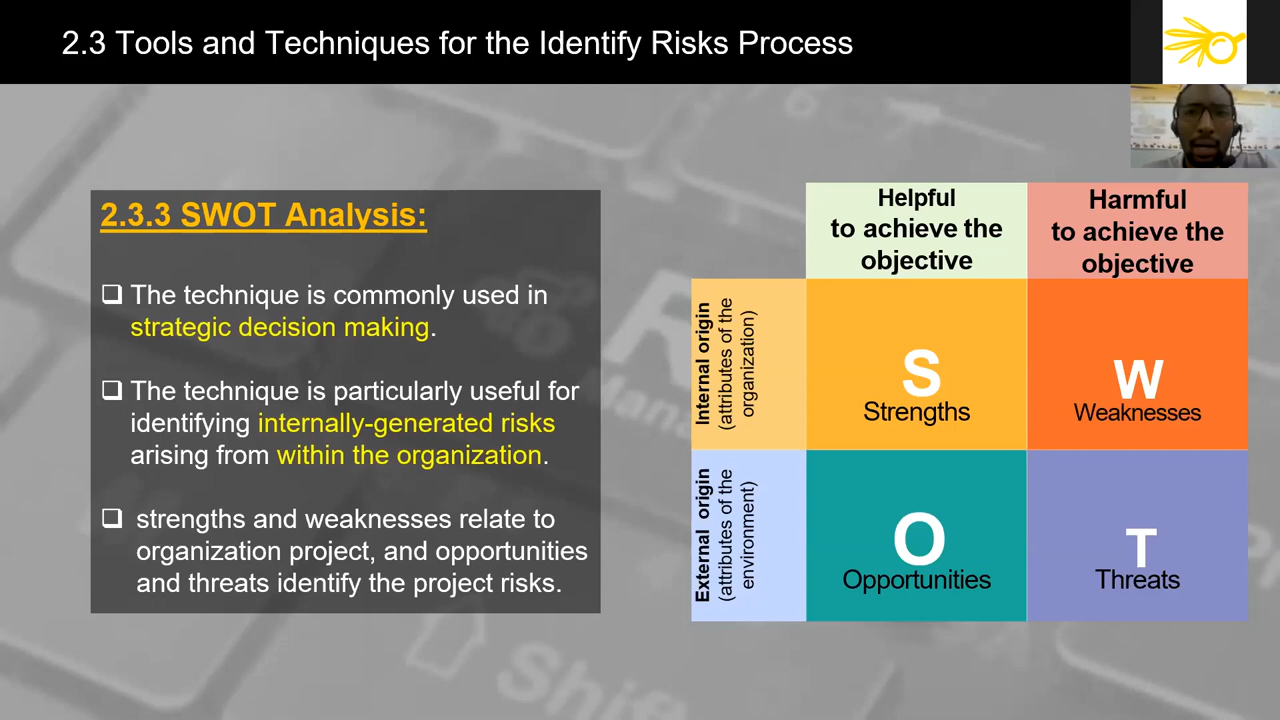 2.3 Tools and Techniques for the Identify Risks Process
2.3.3 SWOT Analysis:
The technique is commonly used in
strategic decision making.
The technique is particularly useful for
identifying internally-generated risks
arising from within the organization.
strengths and weaknesses relate to
organization project, and opportunities
and threats identify the project risks.
Helpful
to achieve the
objective
Harmful
to achieve the
objective
Internal origin
(attributes of the
organization)
S
Strengths
W
Weaknesses
External origin
(attributes of the
environment)
O
Opportunities
T
Threats
Shift